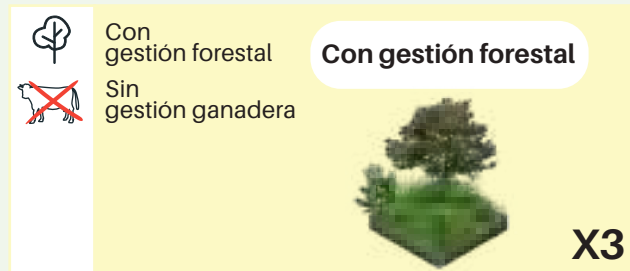 Con
gestión forestal
Sin
gestión ganadera
Con gestión forestal
X3